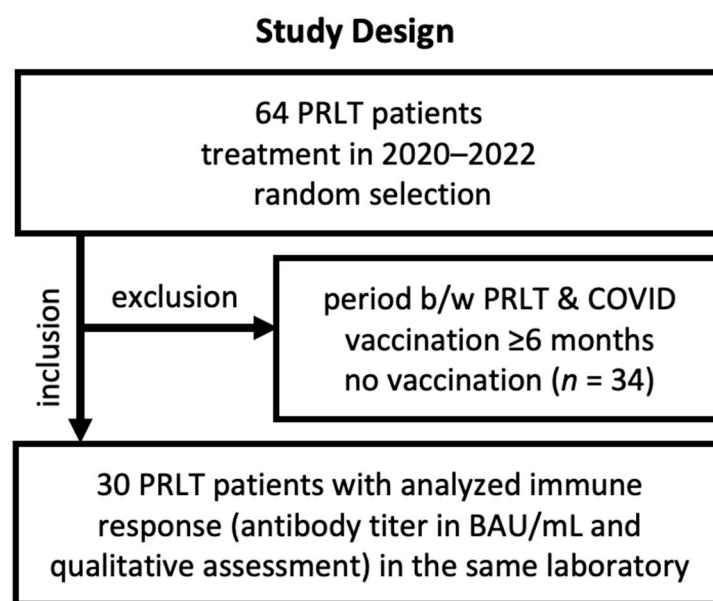 Study Design
64 PRLT patients
treatment in 2020–2022
random selection
inclusion
exclusion
period b/w PRLT & COVID
vaccination ≥6 months
no vaccination (n = 34)
30 PRLT patients with analyzed immune
response (antibody titer in BAU/mL and
qualitative assessment) in the same laboratory